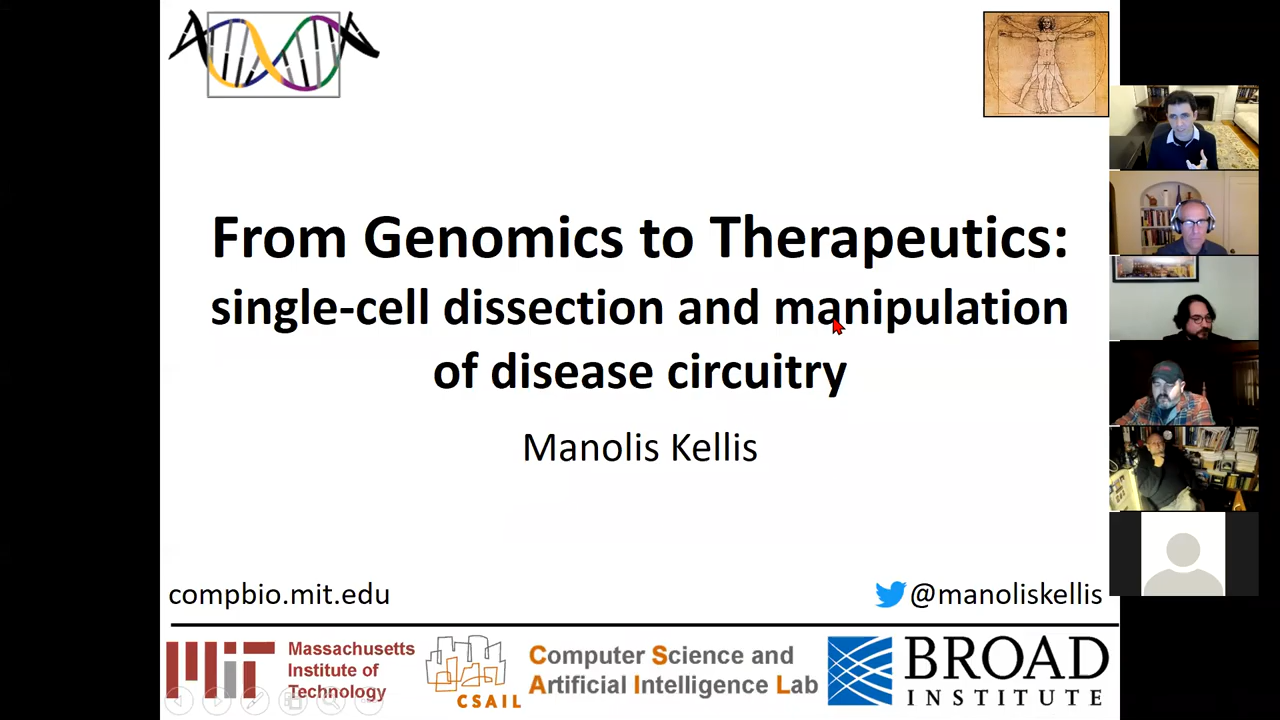 From Genomics to Therapeutics:
single-cell dissection and manipulation
of disease circuitry
Manolis Kellis
compbio.mit.edu
@manoliskellis
MIT
Massachusetts
Institute of
Technology
CSAIL
Computer Science and
Artificial Intelligence Lab
BROAD
INSTITUTE